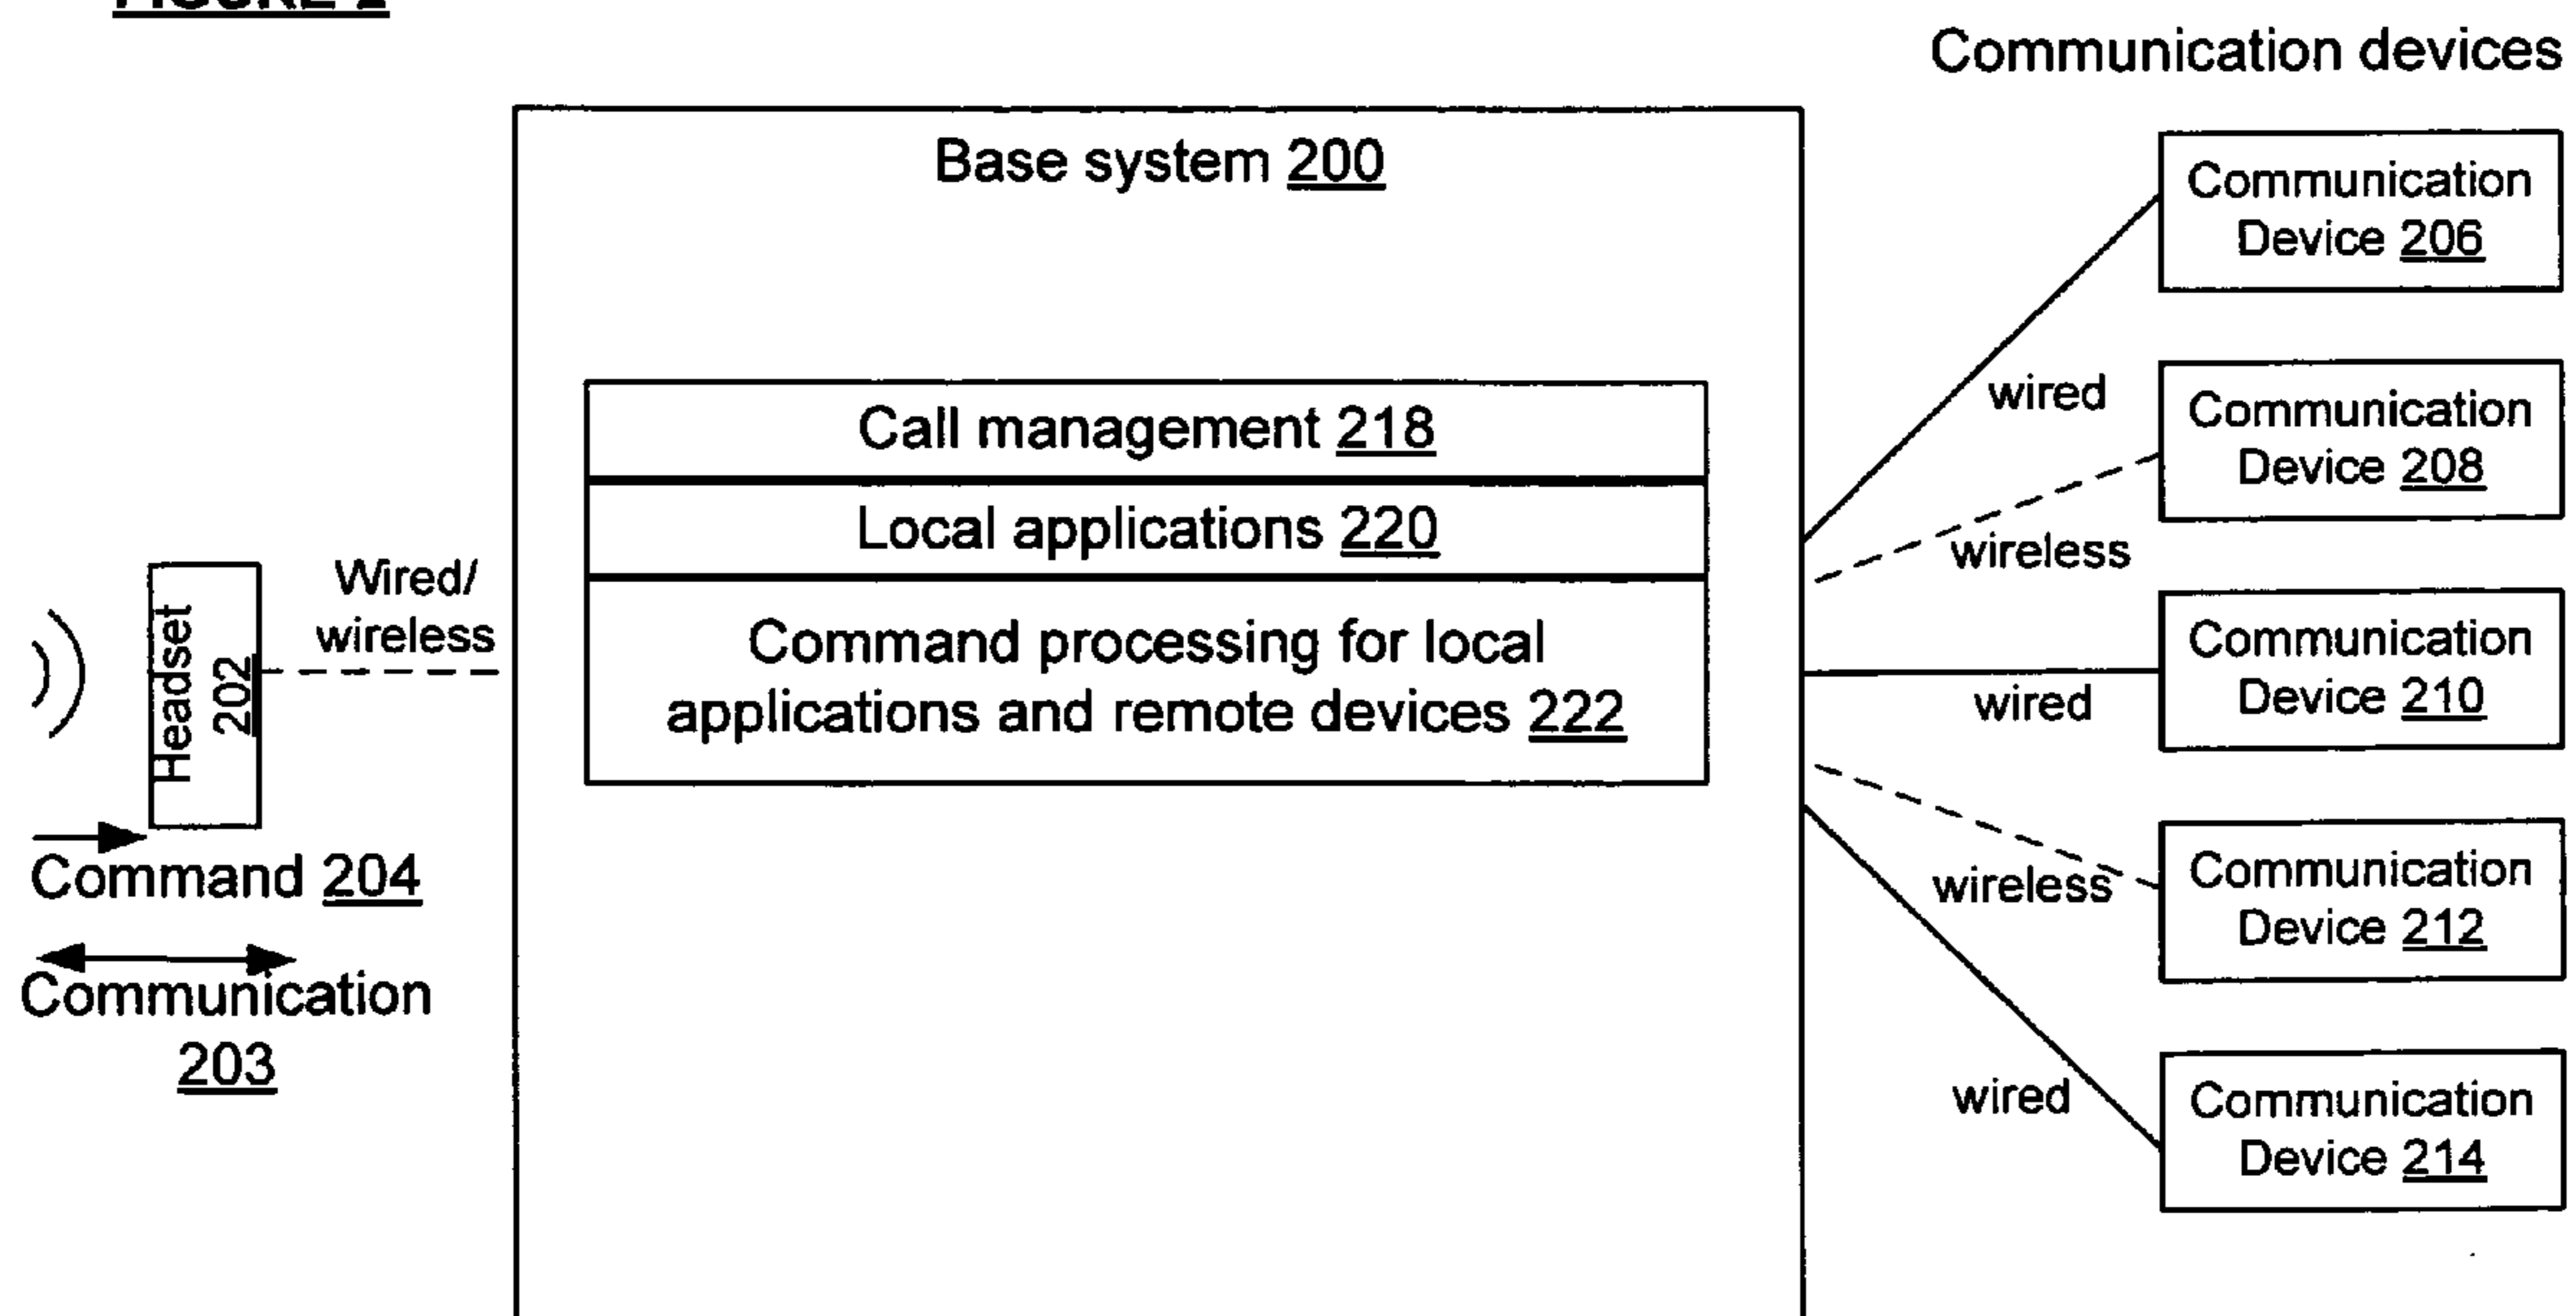 Communication devices
Base system 200
Call management 218
Local applications 220
Command processing for local
applications and remote devices 222
Headset
202
Wired/
wireless
Command 204
Communication
203
wired
wireless
wired
wireless
wired
Communication
Device 206
Communication
Device 208
Communication
Device 210
Communication
Device 212
Communication
Device 214